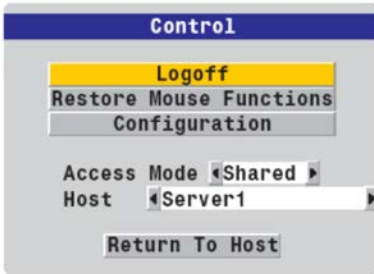 Control
Logoff
Restore Mouse Functions
Configuration
Access Mode Shared
Host Server1
Return To Host